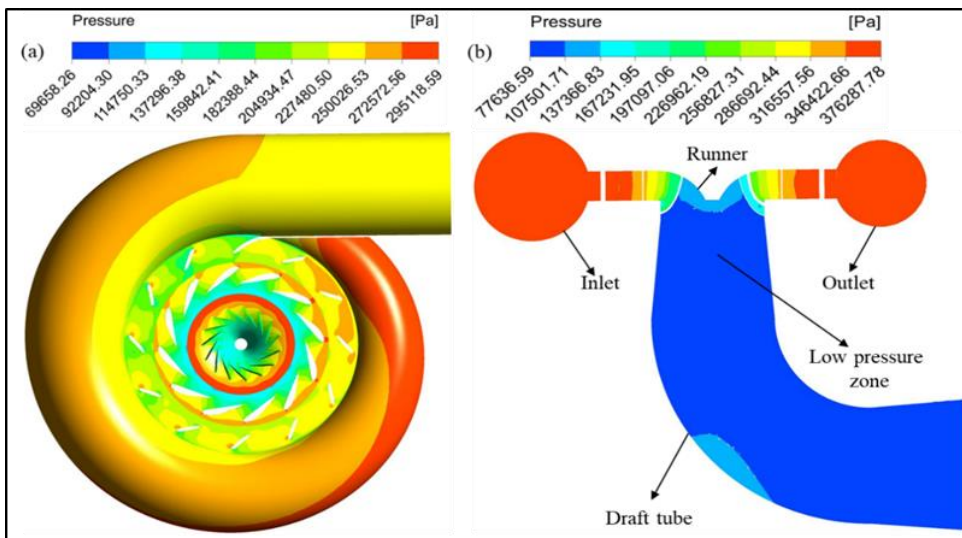 Pressure [Pa]
(a)
69658.26
92204.30
114750.33
137296.38
159842.41
182388.44
204934.47
227480.50
250026.53
272572.56
295118.59
Pressure [Pa]
(b)
77636.59
107501.71
137366.83
167231.95
197097.06
226962.19
256827.31
286692.44
316557.56
346422.66
376287.78
Runner
Inlet
Outlet
Low pressure
zone
Draft tube